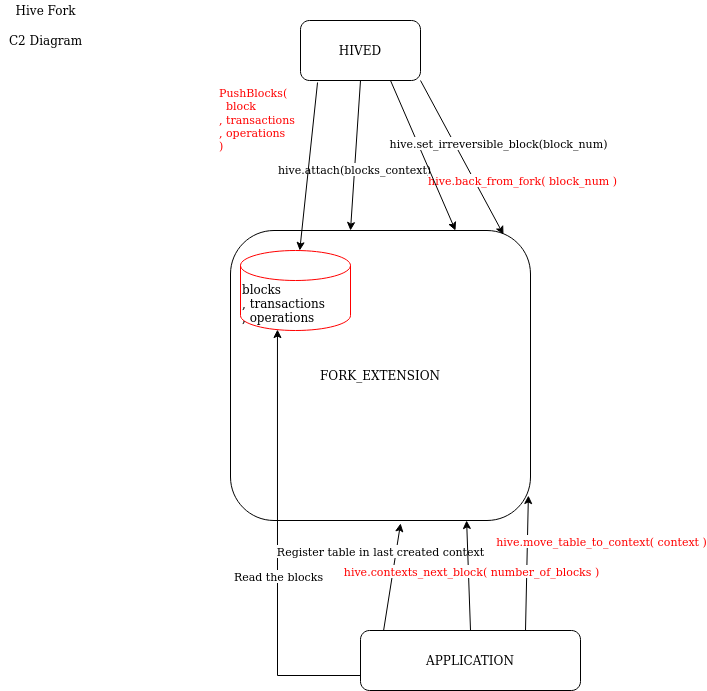 Hive Fork
C2 Diagram
HIVED
PushBlocks(
block
, transactions
, operations
)
hive.set_irreversible_block(block_num)
hive.attach(blocks_context)
hive.back_from_fork( block_num )
blocks
, transactions
, operations
FORK_EXTENSION
hive.move_table_to_context( context )
Register table in last created context
hive.contexts_next_block( number_of_blocks )
Read the blocks
APPLICATION